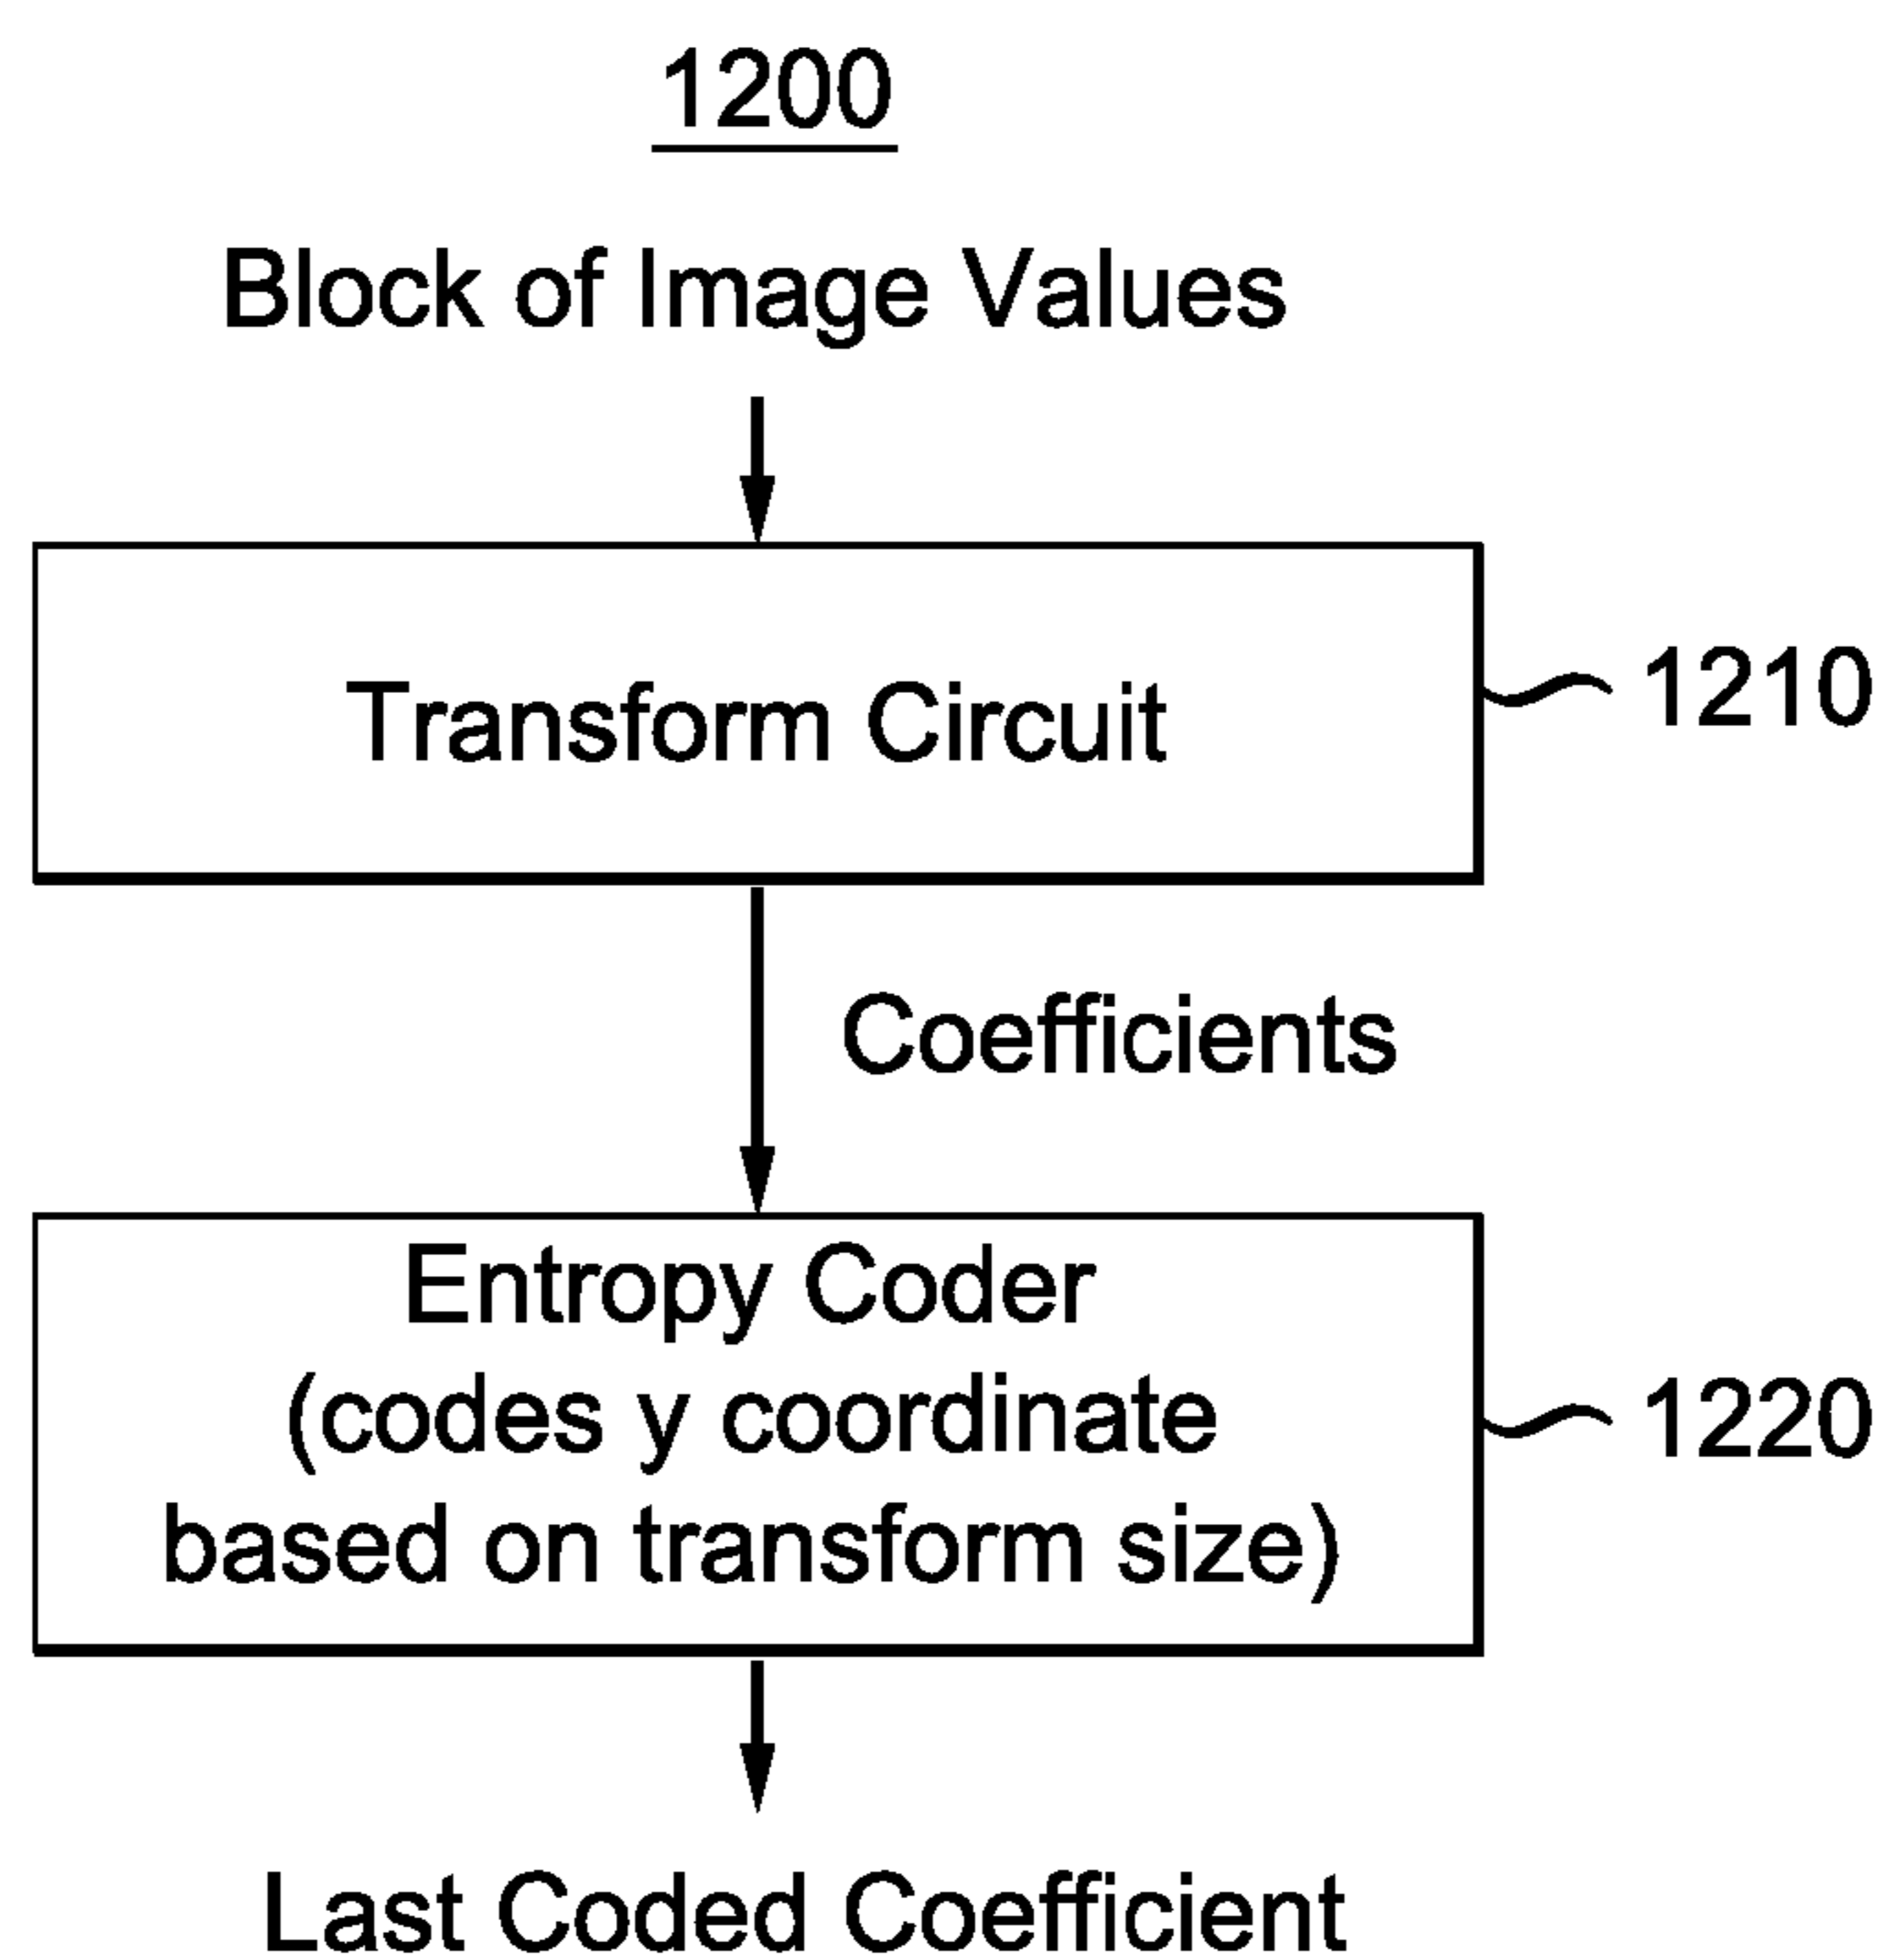 1200
Block of Image Values
Transform Circuit
1210
Coefficients
Entropy Coder
(codes y coordinate
based on transform size)
1220
Last Coded Coefficient